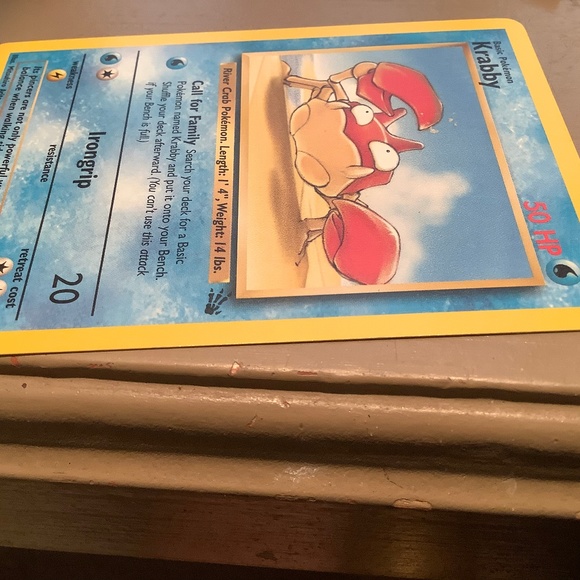 Basic Pokémon
Krabby
50 HP
River Crab Pokémon. Length: 1' 4", Weight: 14 lbs.
Call for Family Search your deck for a Basic
Pokémon named Krabby and put it onto your Bench.
Shuffle your deck afterward. (You can't use this attack
if your Bench is full.)
Irongrip 20
weakness resistance retreat cost
Its pincers are not only powerful
balance when walking